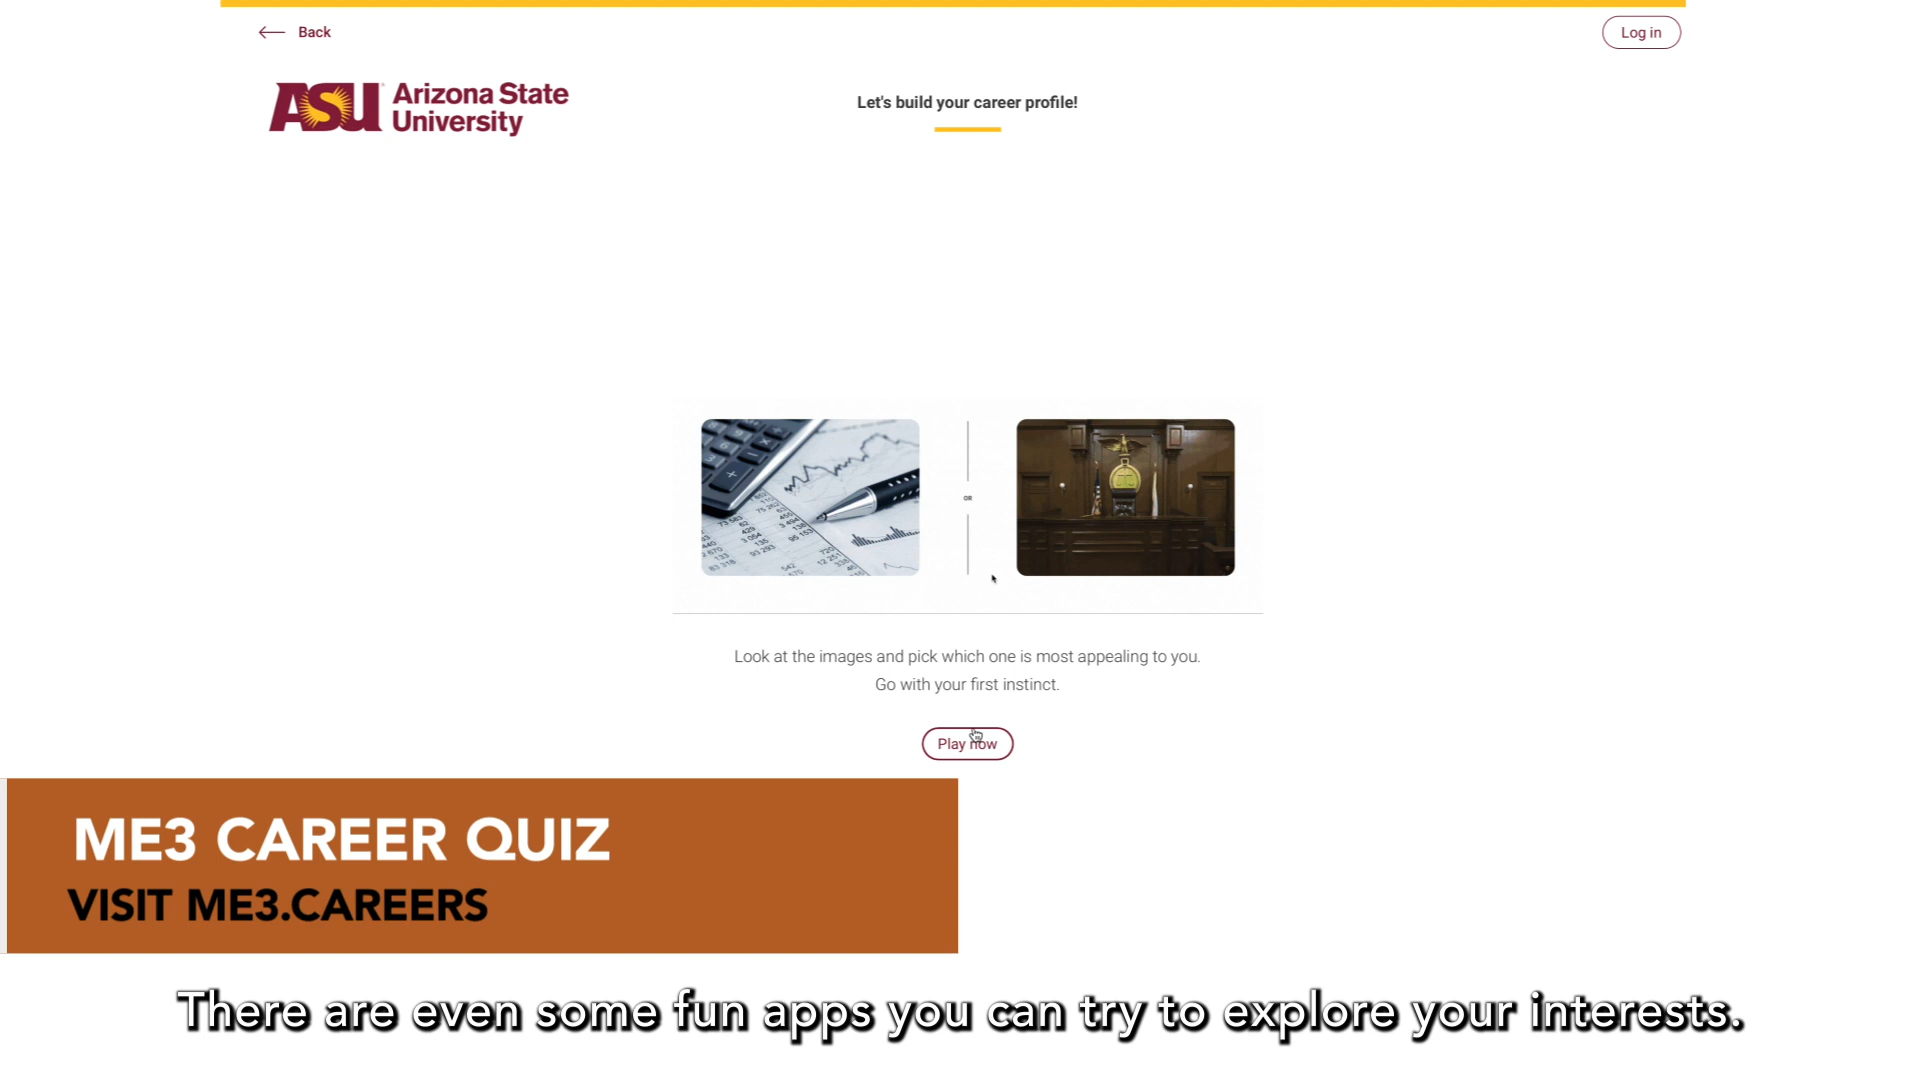 Back
Log in
ASU Arizona State University
Let's build your career profile!
OR
Look at the images and pick which one is most appealing to you.
Go with your first instinct.
Play now
ME3 CAREER QUIZ
VISIT ME3.CAREERS
There are even some fun apps you can try to explore your interests.